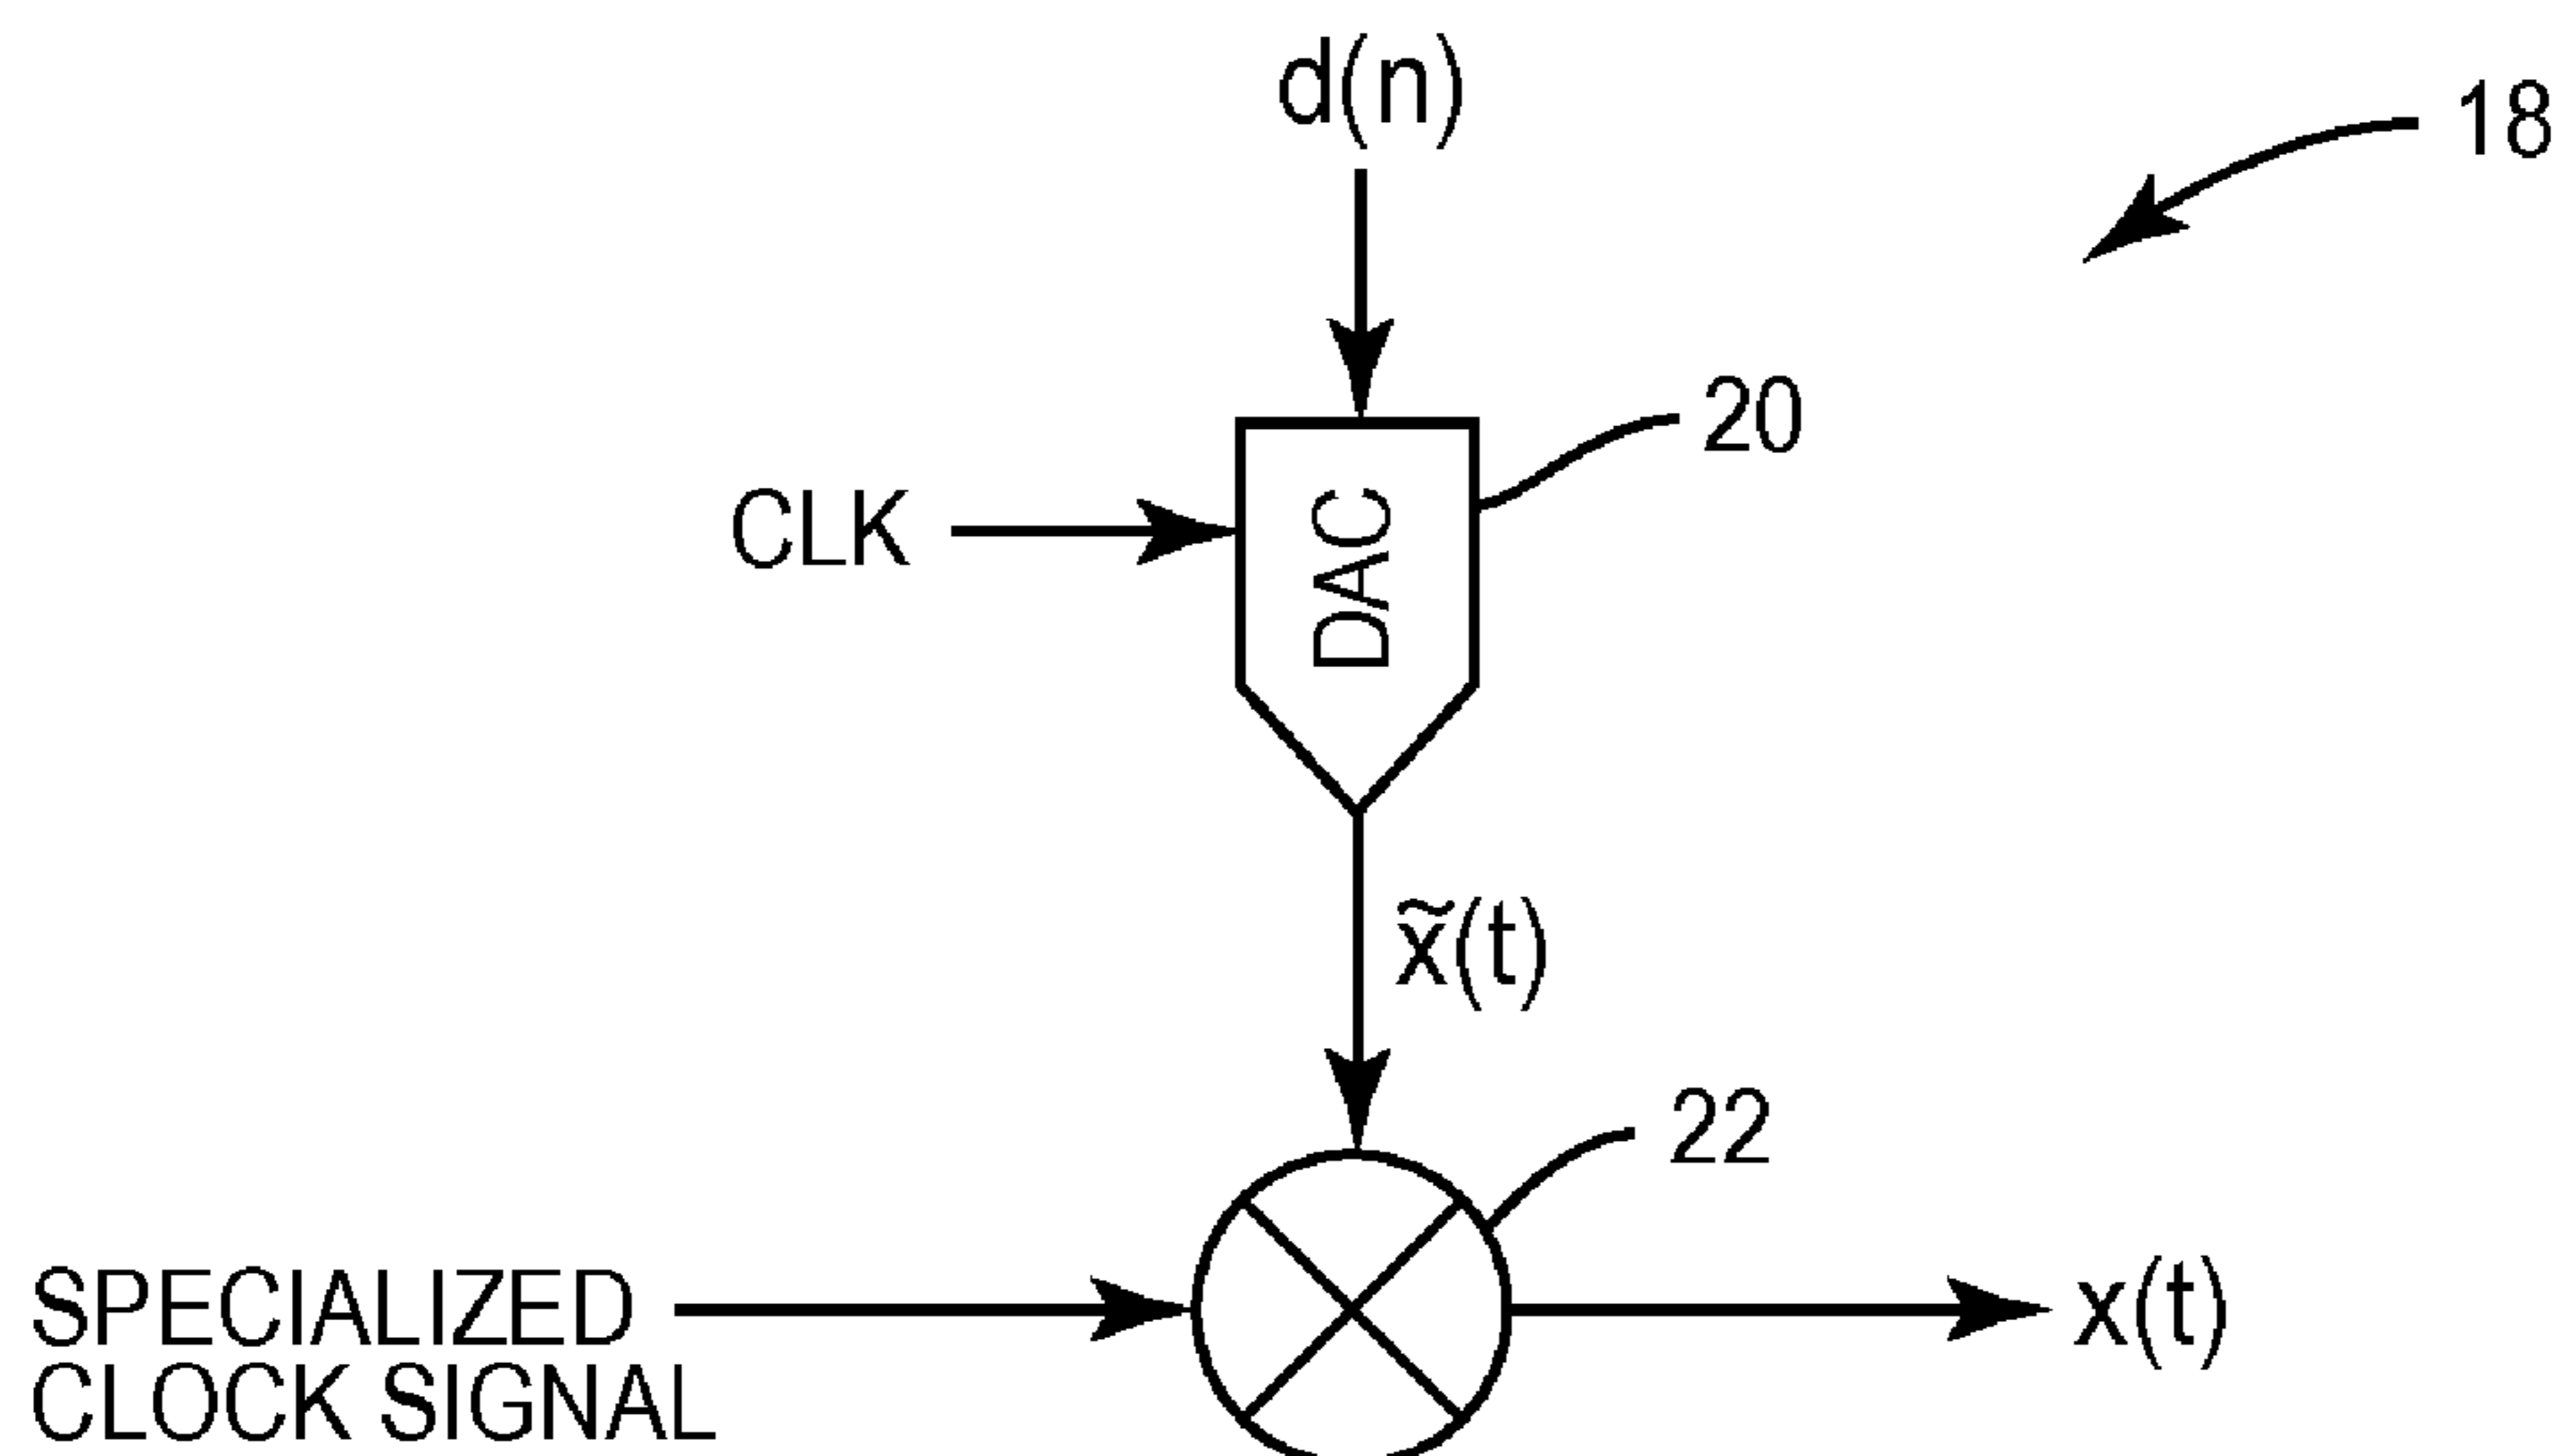 d(n)
18
20
CLK
DAC
x̃(t)
22
SPECIALIZED
CLOCK SIGNAL
x(t)